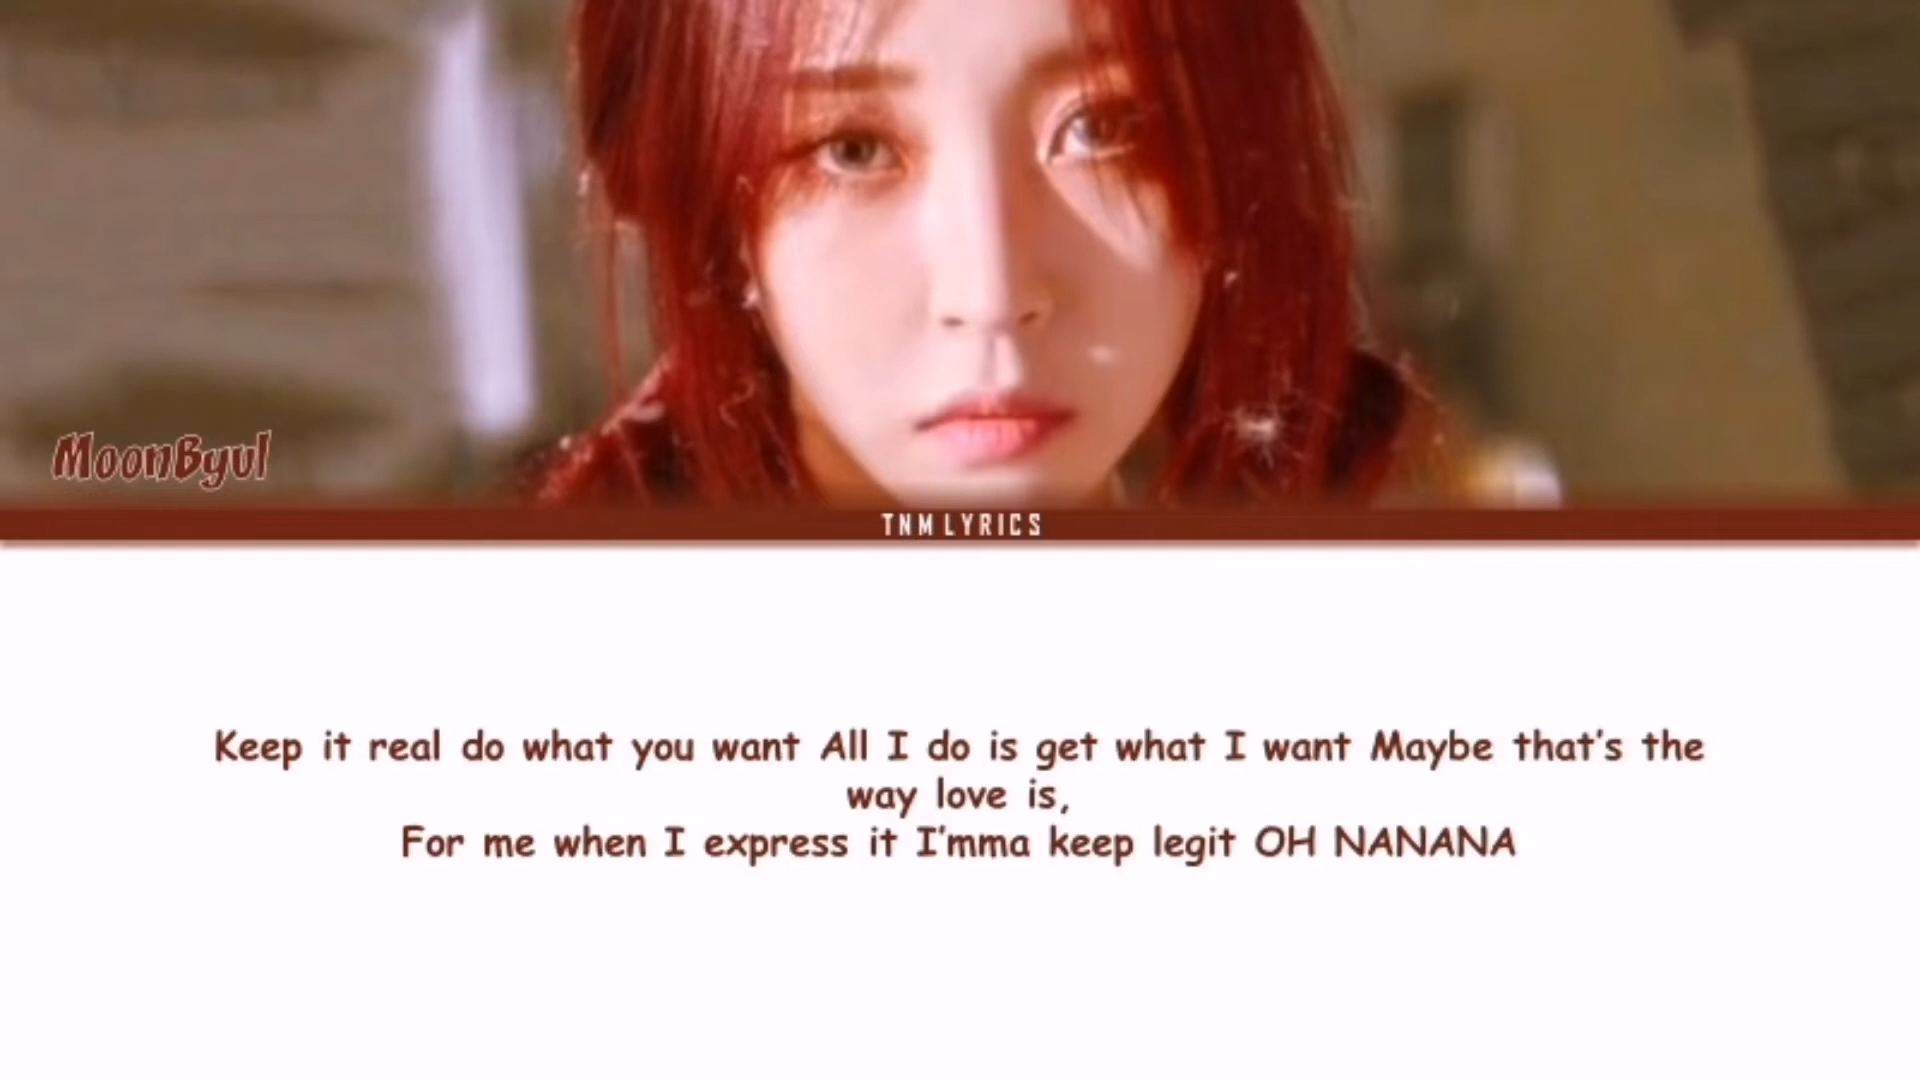 MoonByul
TNM LYRICS
Keep it real do what you want All I do is get what I want Maybe that's the
way love is,
For me when I express it I'mma keep legit OH NANANA